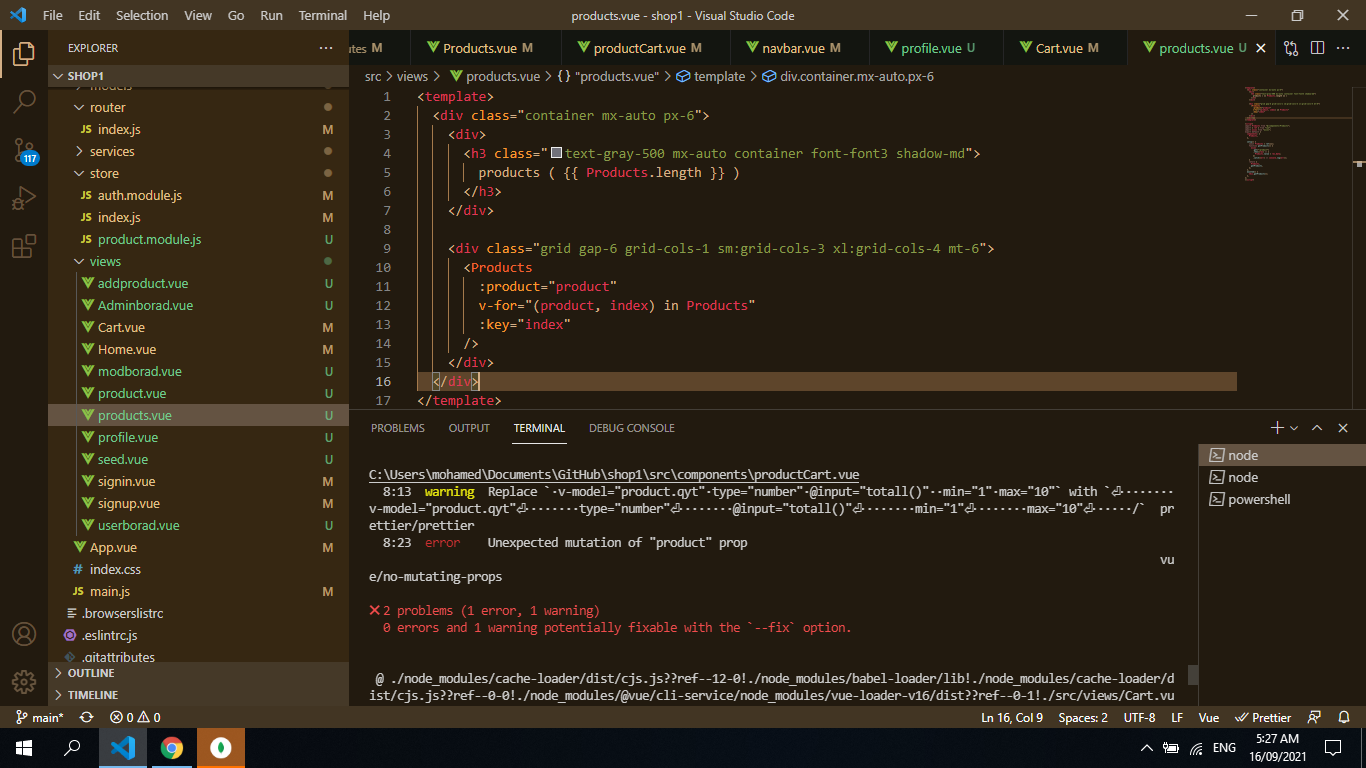 File Edit Selection View Go Run Terminal Help
products.vue - shop1 - Visual Studio Code
EXPLORER
SHOP1
models
router
JS index.js M
services
store
JS auth.module.js M
JS index.js M
JS product.module.js U
views
addproduct.vue U
Adminborad.vue U
Cart.vue M
Home.vue M
modborad.vue U
product.vue U
products.vue U
profile.vue U
seed.vue U
signin.vue M
signup.vue M
userborad.vue U
App.vue M
# index.css
JS main.js M
.browserslistrc
.eslintrc.js
.gitattributes
OUTLINE
TIMELINE
117
utes M Products.vue M productCart.vue M navbar.vue M profile.vue U Cart.vue M products.vue U
src > views > products.vue > {} "products.vue" > template > div.container.mx-auto.px-6
1 <template>
2 <div class="container mx-auto px-6">
3 <div>
4 <h3 class="text-gray-500 mx-auto container font-font3 shadow-md">
5 products ( {{ Products.length }} )
6 </h3>
7 </div>
8
9 <div class="grid gap-6 grid-cols-1 sm:grid-cols-3 xl:grid-cols-4 mt-6">
10 <Products
11 :product="product"
12 v-for="(product, index) in Products"
13 :key="index"
14 />
15 </div>
16 </div>
17 </template>
PROBLEMS OUTPUT TERMINAL DEBUG CONSOLE
C:\Users\mohamed\Documents\GitHub\shop1\src\components\productCart.vue
8:13 warning Replace `·v-model="product.qyt"·type="number"·@input="totall()"··min="1"·max="10"` with `⏎········
v-model="product.qyt"⏎········type="number"⏎········@input="totall()"⏎········min="1"⏎········max="10"⏎······/` pr
ettier/prettier
8:23 error Unexpected mutation of "product" prop
vu
e/no-mutating-props
✖ 2 problems (1 error, 1 warning)
0 errors and 1 warning potentially fixable with the `--fix` option.
@ ./node_modules/cache-loader/dist/cjs.js??ref--12-0!./node_modules/babel-loader/lib!./node_modules/cache-loader/d
ist/cjs.js??ref--0-0!./node_modules/@vue/cli-service/node_modules/vue-loader-v16/dist??ref--0-1!./src/views/Cart.vu
node
node
powershell
main* 0 0 Ln 16, Col 9 Spaces: 2 UTF-8 LF Vue Prettier
ENG
5:27 AM
16/09/2021